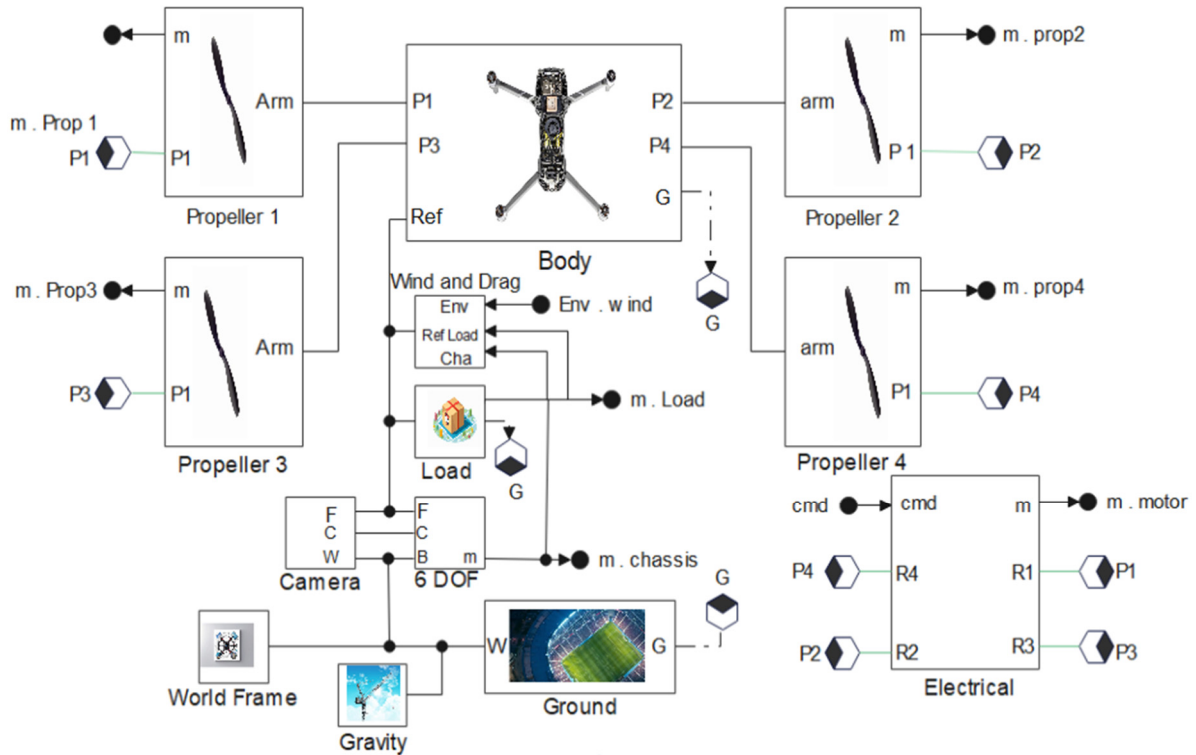 m
Arm
m . Prop 1
P1
P1
Propeller 1
P1
P3
Ref
P2
P4
G
Body
G
m
m . prop2
arm
P 1
P2
Propeller 2
m . Prop3
m
Arm
P3
P1
Propeller 3
Wind and Drag
Env
Env . wind
Ref Load
Cha
m . Load
Load
G
m
m . prop4
arm
P1
P4
Propeller 4
F
C
W
Camera
F
C
B
m
6 DOF
m . chassis
cmd
cmd
m
m . motor
P4
R4
R1
P1
P2
R2
R3
P3
Electrical
World Frame
Gravity
W
G
Ground
G